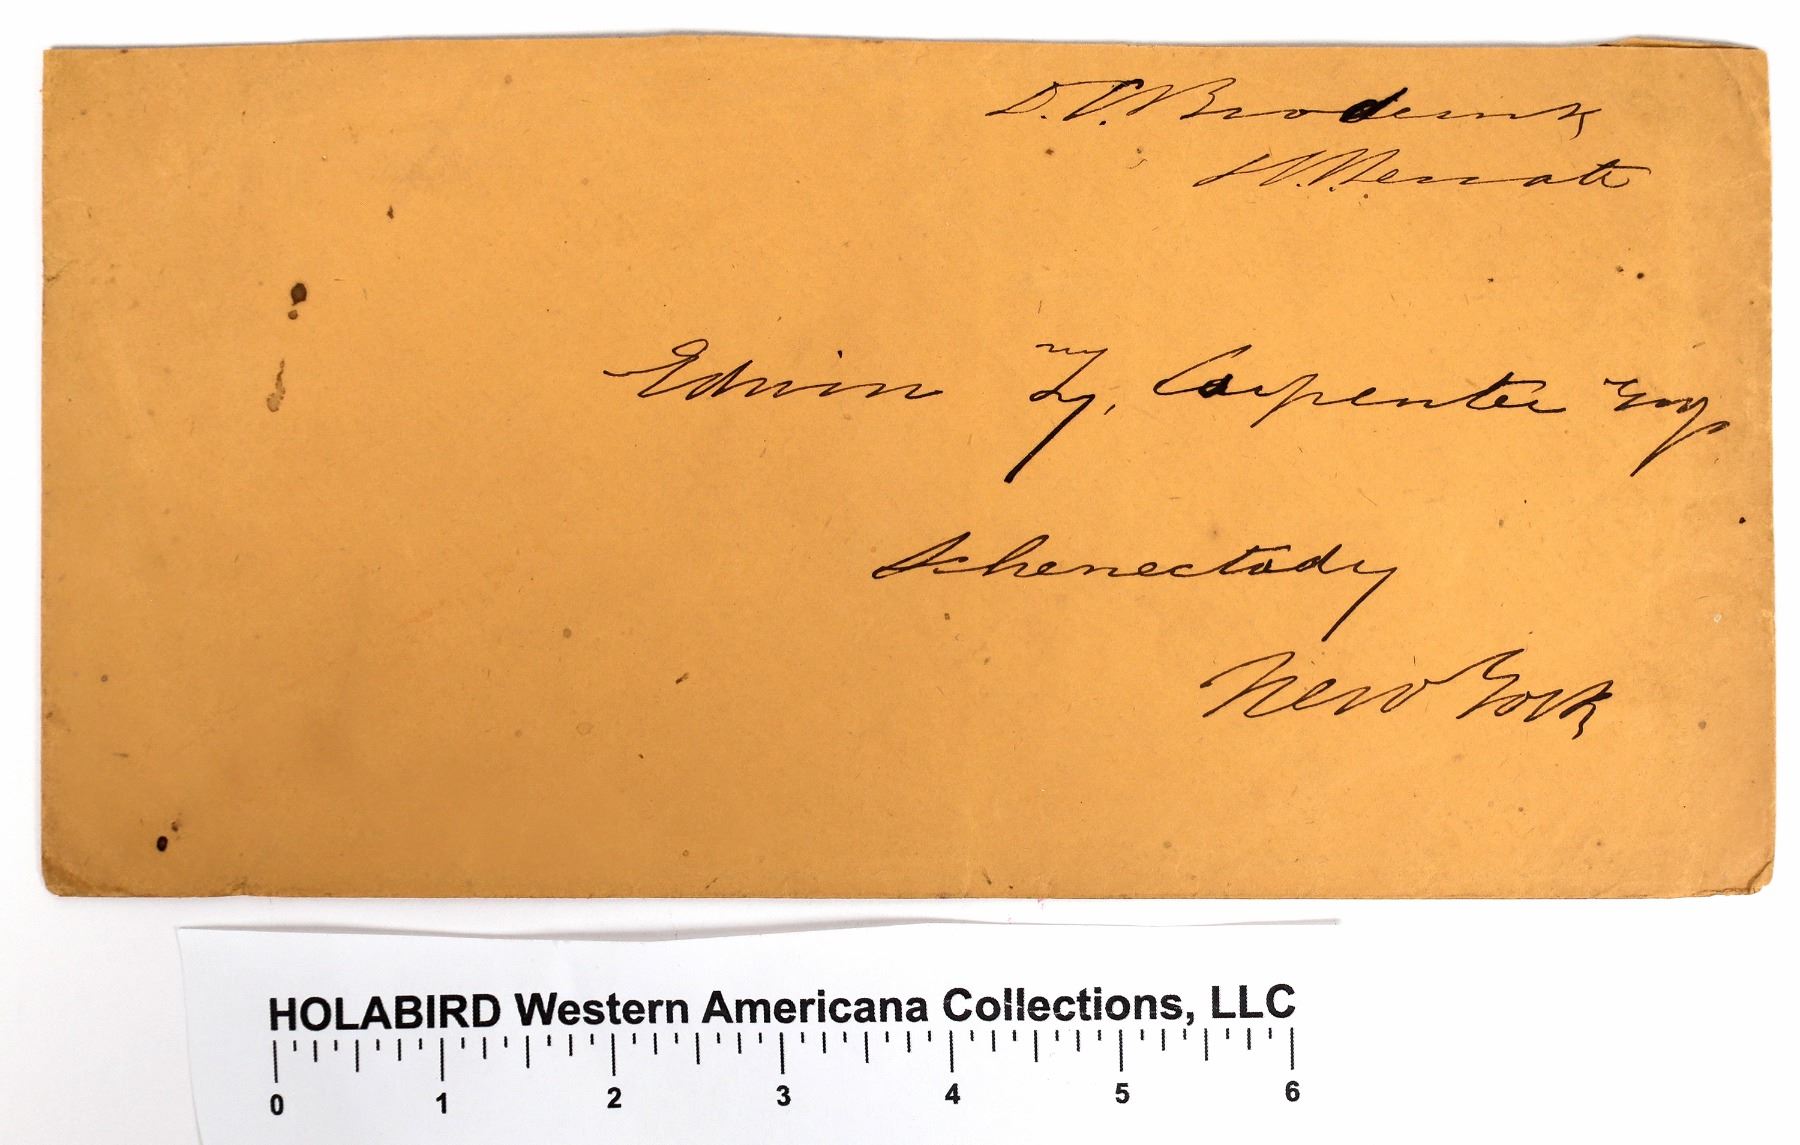 D. C. Broderick
U.S. Senate
Edwin Z, Carpenter Esq
Schenectady
New York
HOLABIRD Western Americana Collections, LLC
0 1 2 3 4 5 6